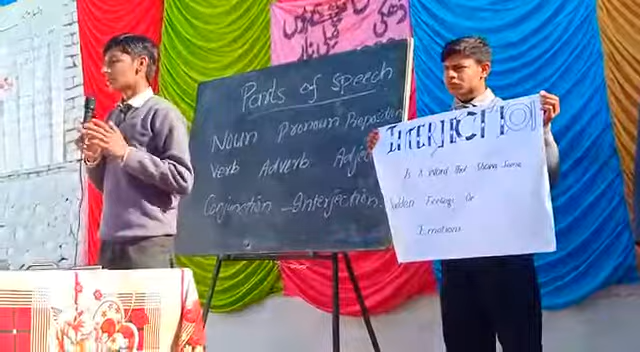 Parts of speech
Noun Pronoun Preposition
Verb Adverb Adje
Conjunction Interjection.
INTERJECTION
Is A Word That Shows Some
Sudden Feelings Or
Emotions